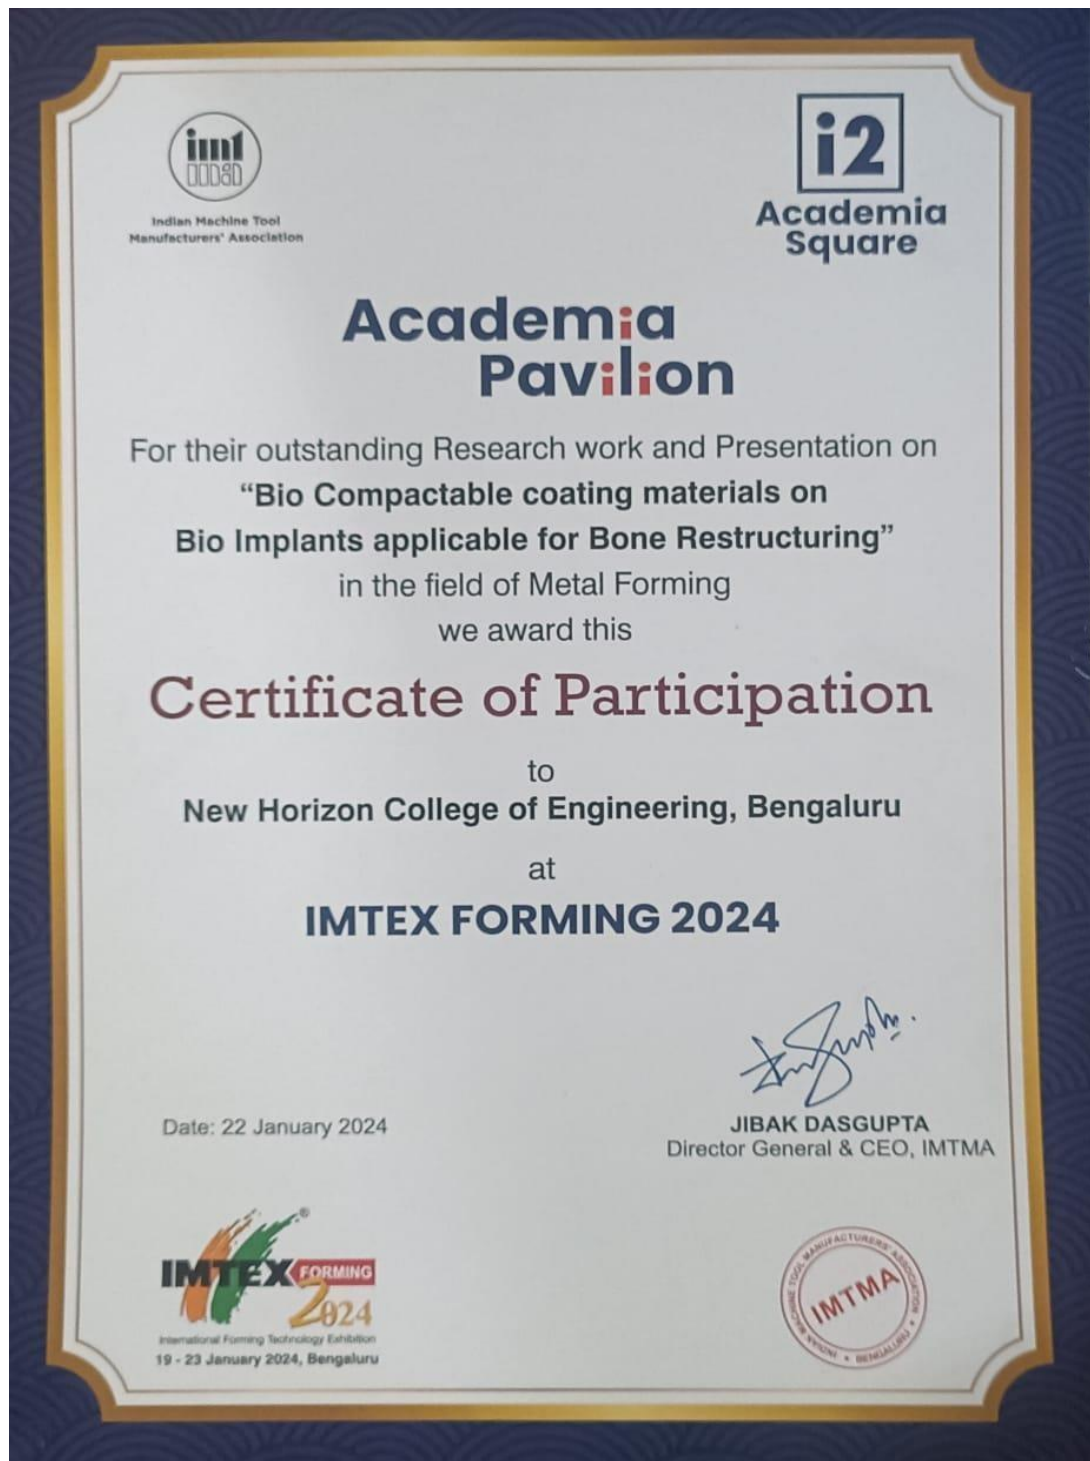 imt
Indian Machine Tool
Manufacturers' Association
i2
Academia
Square
Academia
Pavilion
For their outstanding Research work and Presentation on
“Bio Compactable coating materials on
Bio Implants applicable for Bone Restructuring”
in the field of Metal Forming
we award this
Certificate of Participation
to
New Horizon College of Engineering, Bengaluru
at
IMTEX FORMING 2024
Date: 22 January 2024
JIBAK DASGUPTA
Director General & CEO, IMTMA
IMTEX FORMING ®
2024
International Forming Technology Exhibition
19 - 23 January 2024, Bengaluru
INDIAN MACHINE TOOL MANUFACTURERS' ASSOCIATION
IMTMA
* BENGALURU *